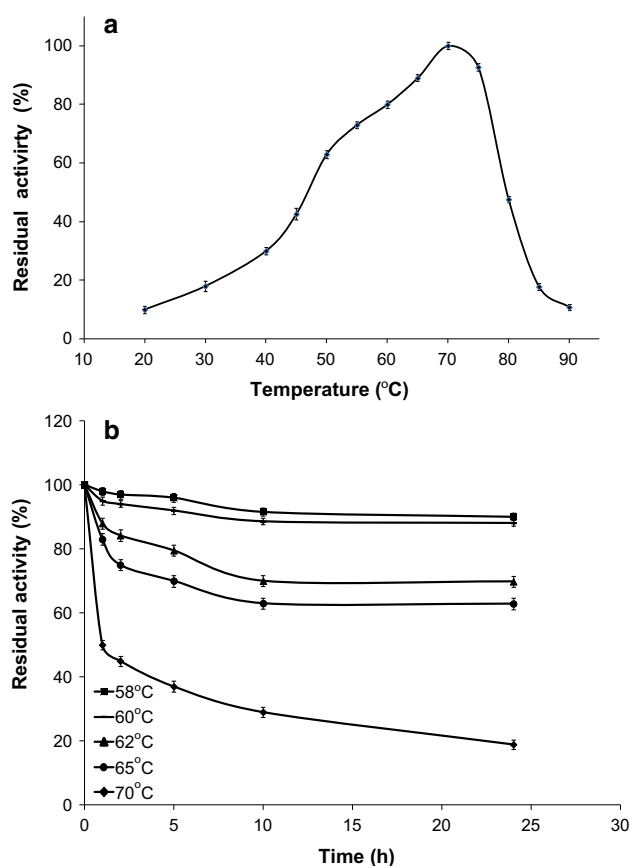 a
Residual activirty (%)
100
80
60
40
20
0
10 20 30 40 50 60 70 80 90
Temperature (°C)
b
Residual activity (%)
120
100
80
60
40
20
0
58°C
60°C
62°C
65°C
70°C
0 5 10 15 20 25 30
Time (h)